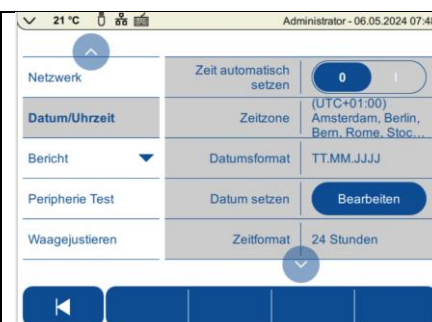 21 °C
Administrator - 06.05.2024 07:48
Netzwerk
Datum/Uhrzeit
Bericht
Peripherie Test
Waagejustieren
Zeit automatisch
setzen
0 I
Zeitzone
(UTC+01:00)
Amsterdam, Berlin,
Bern, Rome, Stoc...
Datumsformat
TT.MM.JJJJ
Datum setzen
Bearbeiten
Zeitformat
24 Stunden